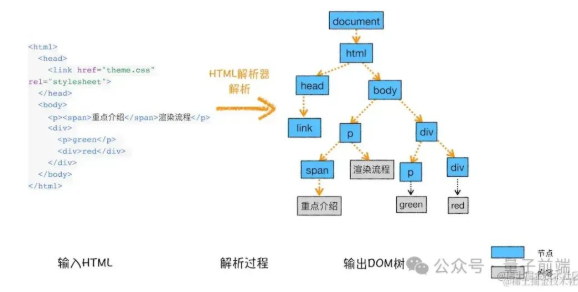 <html>
<head>
<link href="theme.css"
rel="stylesheet">
</head>
<body>
<p><span>重点介绍</span>渲染流程</p>
<div>
<p>green</p>
<div>red</div>
</div>
</body>
</html>
HTML解析器
解析
document
html
head
body
link
p
div
span
渲染流程
p
div
重点介绍
green
red
输入HTML
解析过程
输出DOM树
节点
内容
公众号 · 量子前端
@稀土掘金技术社区